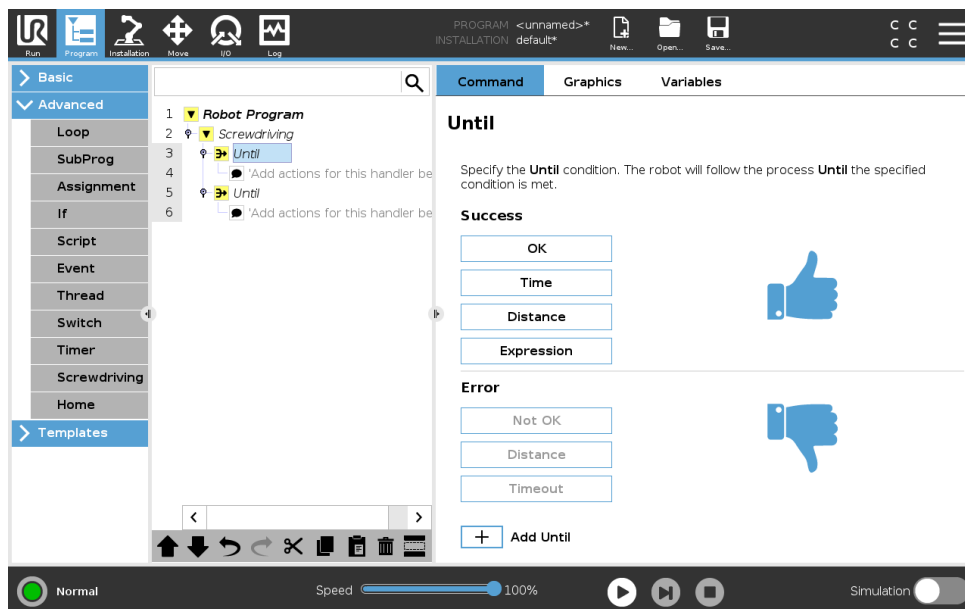 UR
PROGRAM <unnamed>*
INSTALLATION default*
C C
C C
Run Program Installation Move I/O Log New... Open... Save...
Basic
Advanced
Loop
SubProg
Assignment
If
Script
Event
Thread
Switch
Timer
Screwdriving
Home
Templates
1 Robot Program
2 Screwdriving
3 Until
4 'Add actions for this handler be
5 Until
6 'Add actions for this handler be
Command Graphics Variables
Until
Specify the Until condition. The robot will follow the process Until the specified
condition is met.
Success
OK
Time
Distance
Expression
Error
Not OK
Distance
Timeout
+ Add Until
Normal Speed 100% Simulation